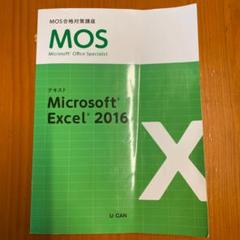 MOS合格対策講座
MOS
Microsoft® Office Specialist
テキスト
Microsoft®
Excel® 2016
X
U-CAN